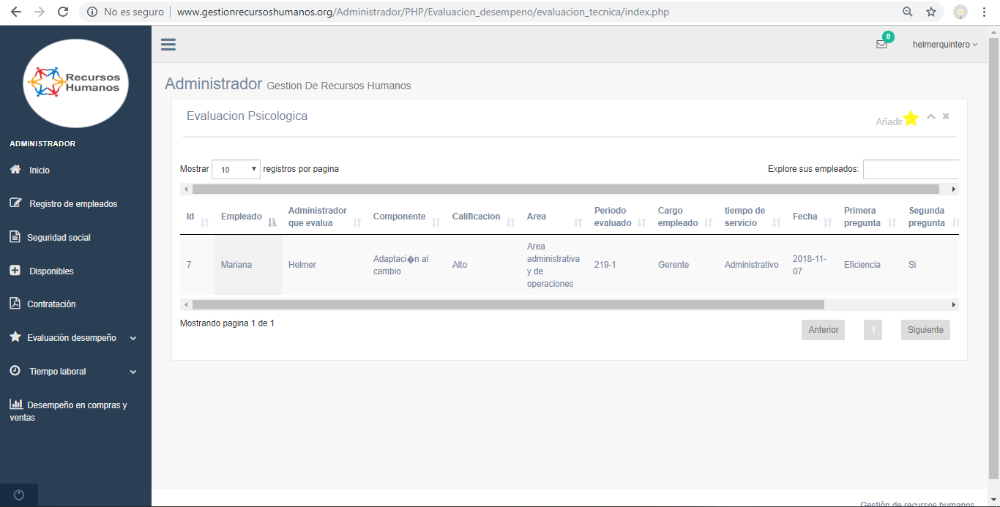 No es seguro | www.gestionrecursoshumanos.org/Administrador/PHP/Evaluacion_desempeno/evaluacion_tecnica/index.php
Recursos
Humanos
ADMINISTRADOR
Inicio
Registro de empleados
Seguridad social
Disponibles
Contratación
Evaluación desempeño
Tiempo laboral
Desempeño en compras y
ventas
6
helmerquintero
Administrador Gestion De Recursos Humanos
Evaluacion Psicologica
Añadir
Mostrar 10 registros por pagina
Explore sus empleados:
Id Empleado Administrador que evalua Componente Calificacion Area Periodo evaluado Cargo empleado tiempo de servicio Fecha Primera pregunta Segunda pregunta
7 Mariana Helmer Adaptaci�n al cambio Alto Area administrativa y de operaciones 219-1 Gerente Administrativo 2018-11-07 Eficiencia Si
Mostrando pagina 1 de 1
Anterior 1 Siguiente
Gestión de recursos humanos